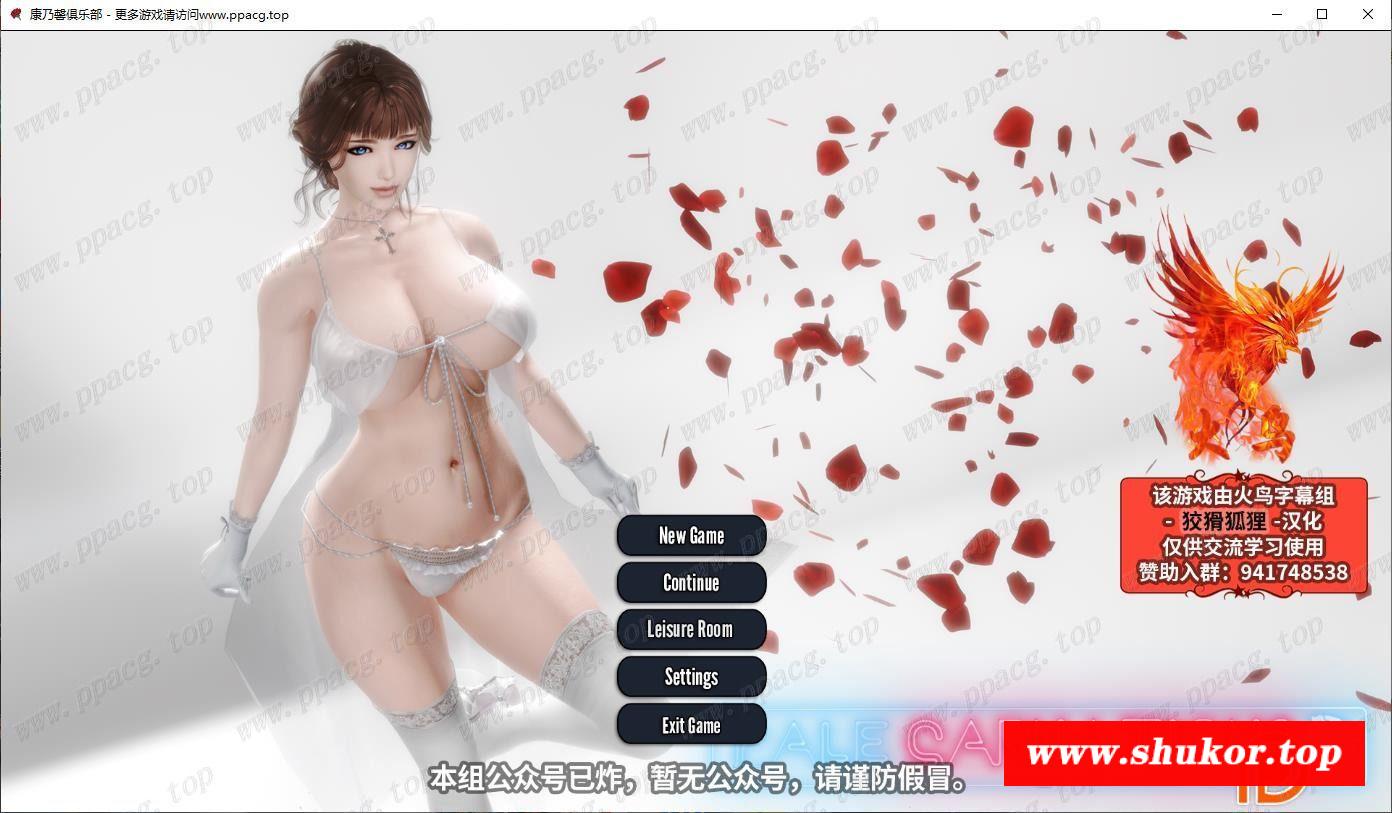 康乃馨俱乐部 - 更多游戏请访问www.ppacg.top
www.ppacg.top
New Game
Continue
Leisure Room
Settings
Exit Game
该游戏由火鸟字幕组
- 狡猾狐狸 -汉化
仅供交流学习使用
赞助入群：941748538
www.shukor.top
本组公众号已炸，暂无公众号，请谨防假冒。